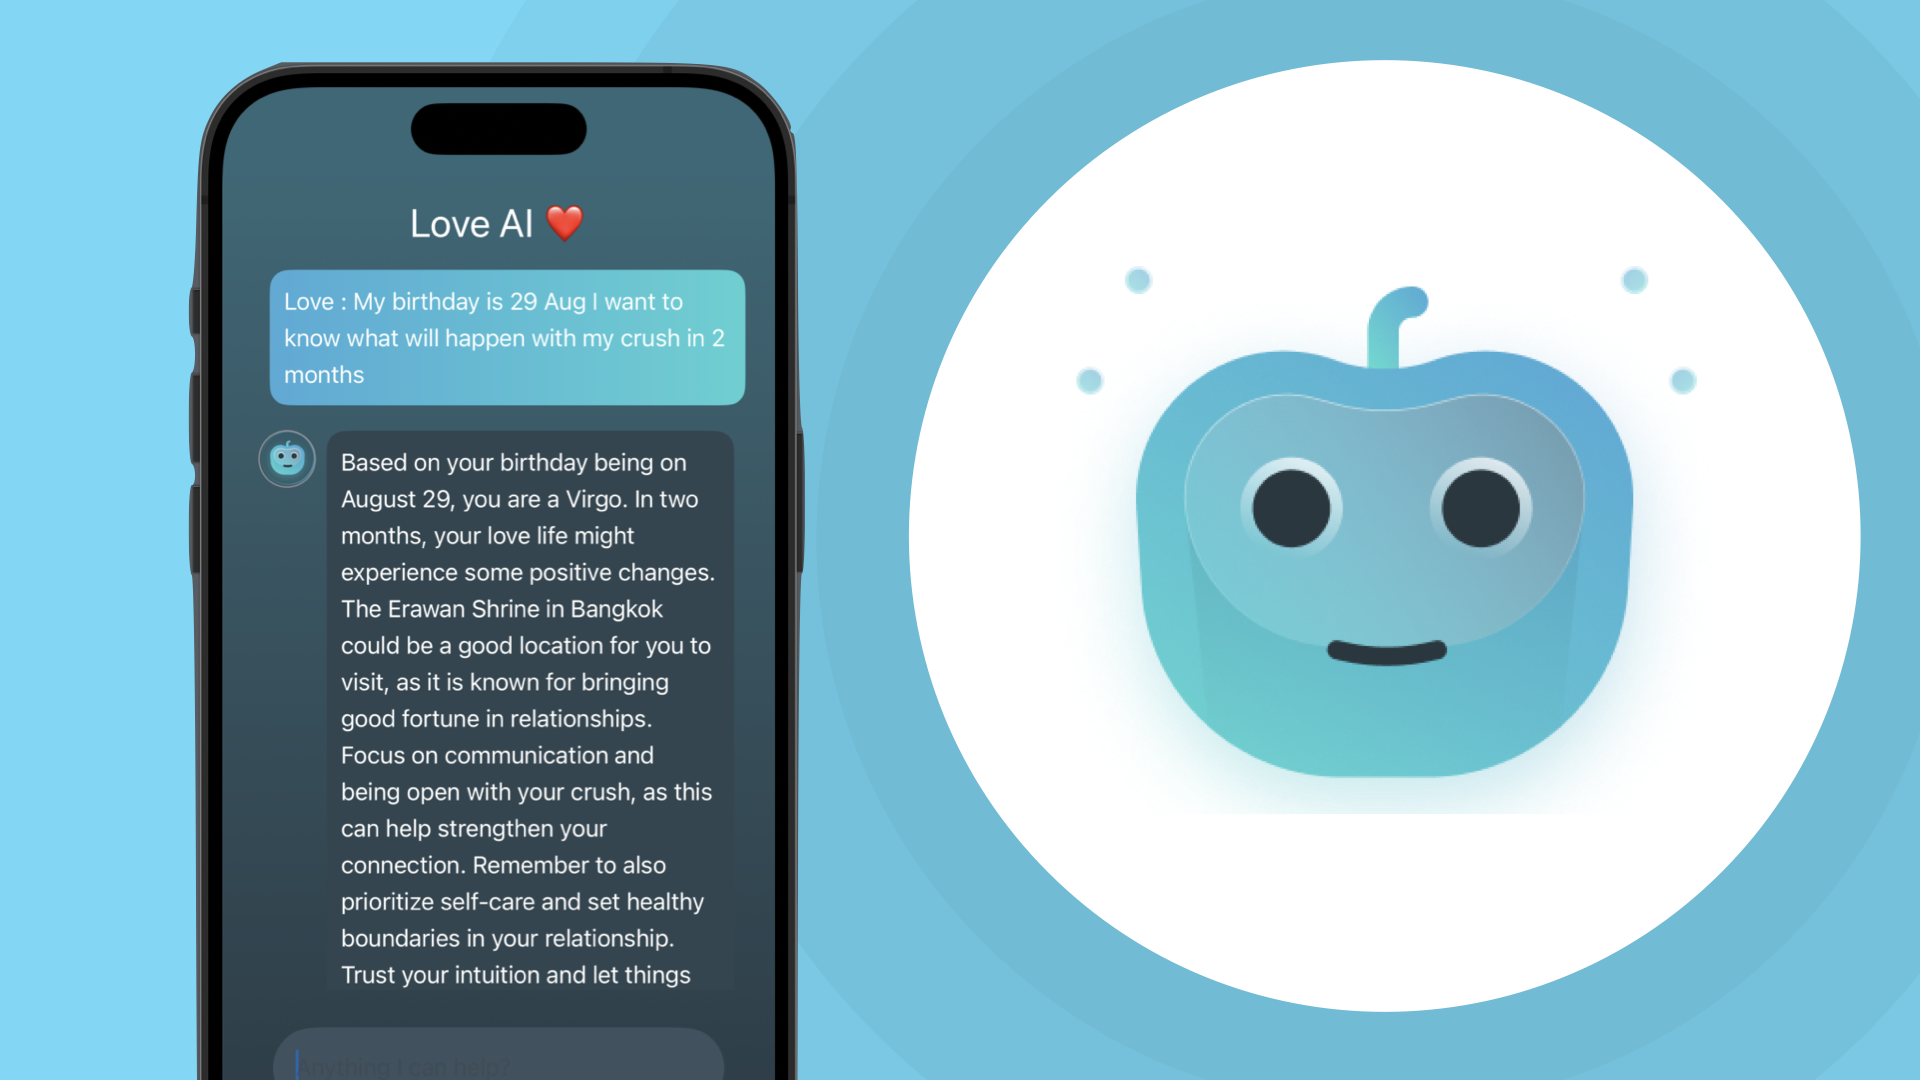 Love AI ❤️
Love : My birthday is 29 Aug I want to
know what will happen with my crush in 2
months
Based on your birthday being on
August 29, you are a Virgo. In two
months, your love life might
experience some positive changes.
The Erawan Shrine in Bangkok
could be a good location for you to
visit, as it is known for bringing
good fortune in relationships.
Focus on communication and
being open with your crush, as this
can help strengthen your
connection. Remember to also
prioritize self-care and set healthy
boundaries in your relationship.
Trust your intuition and let things
Anything I can help?